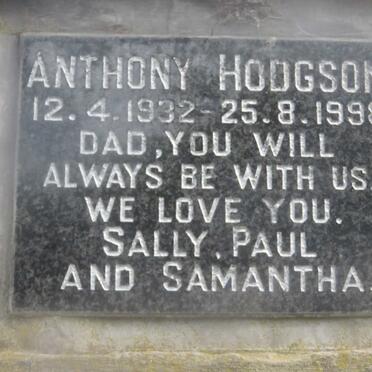 ANTHONY HODGSON
12.4.1932-25.8.1998
DAD, YOU WILL
ALWAYS BE WITH US.
WE LOVE YOU.
SALLY, PAUL
AND SAMANTHA.